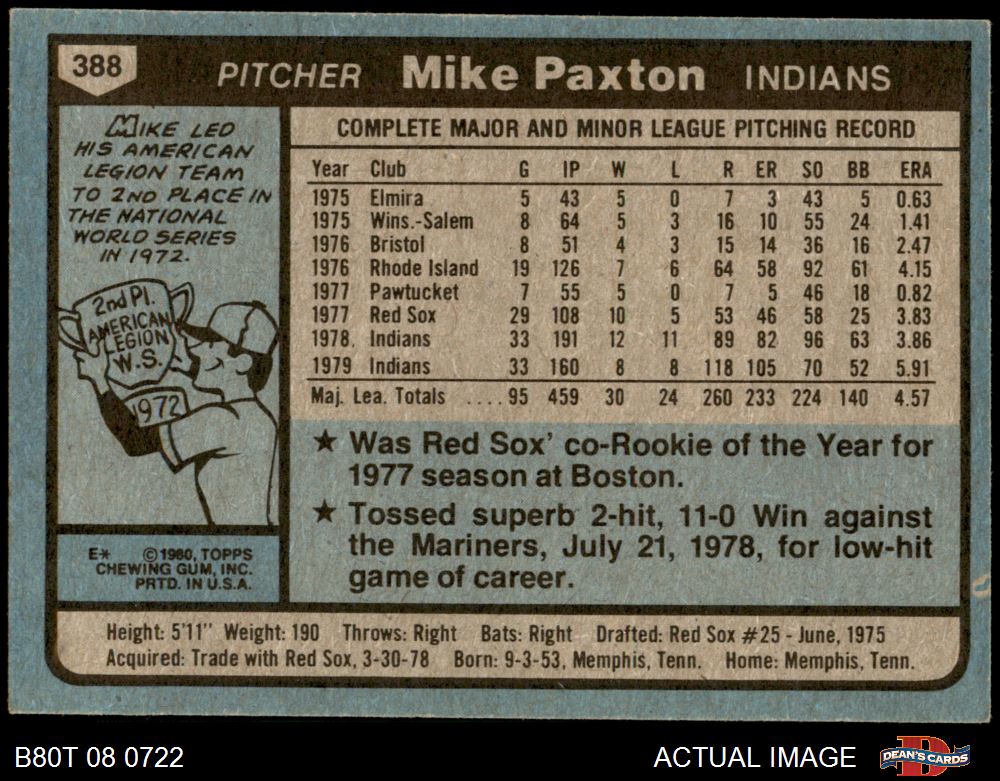 388
PITCHER Mike Paxton INDIANS
MIKE LED
HIS AMERICAN
LEGION TEAM
TO 2ND PLACE IN
THE NATIONAL
WORLD SERIES
IN 1972.
2nd Pl.
AMERICAN
LEGION
W.S.
1972
E* ©1980, TOPPS
CHEWING GUM, INC.
PRTD. IN U.S.A.
COMPLETE MAJOR AND MINOR LEAGUE PITCHING RECORD
Year Club G IP W L R ER SO BB ERA
1975 Elmira 5 43 5 0 7 3 43 5 0.63
1975 Wins.-Salem 8 64 5 3 16 10 55 24 1.41
1976 Bristol 8 51 4 3 15 14 36 16 2.47
1976 Rhode Island 19 126 7 6 64 58 92 61 4.15
1977 Pawtucket 7 55 5 0 7 5 46 18 0.82
1977 Red Sox 29 108 10 5 53 46 58 25 3.83
1978. Indians 33 191 12 11 89 82 96 63 3.86
1979 Indians 33 160 8 8 118 105 70 52 5.91
Maj. Lea. Totals ....95 459 30 24 260 233 224 140 4.57
★ Was Red Sox' co-Rookie of the Year for
1977 season at Boston.
★ Tossed superb 2-hit, 11-0 Win against
the Mariners, July 21, 1978, for low-hit
game of career.
Height: 5'11" Weight: 190 Throws: Right Bats: Right Drafted: Red Sox #25 - June, 1975
Acquired: Trade with Red Sox, 3-30-78 Born: 9-3-53, Memphis, Tenn. Home: Memphis, Tenn.
B80T 08 0722 ACTUAL IMAGE DEAN'S CARDS